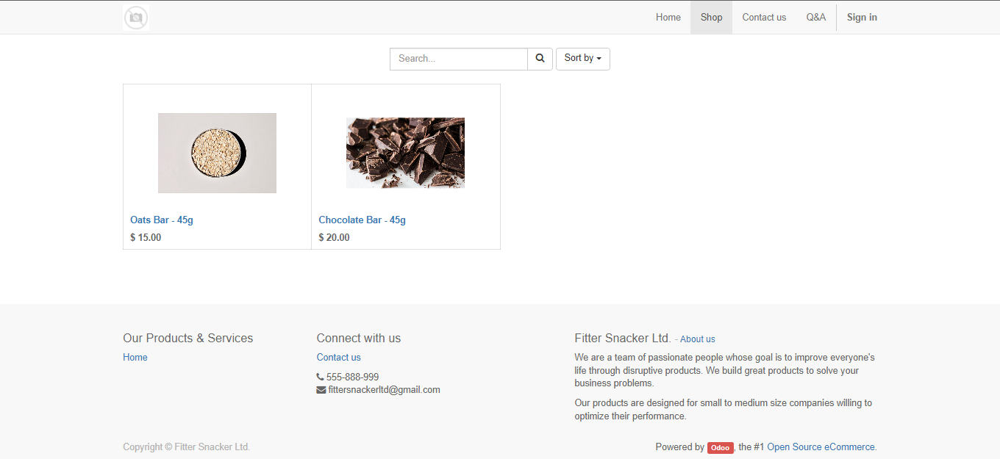 Home Shop Contact us Q&A Sign in
Search... Sort by
Oats Bar - 45g
$ 15.00
Chocolate Bar - 45g
$ 20.00
Our Products & Services
Home
Connect with us
Contact us
555-888-999
fittersnackerltd@gmail.com
Fitter Snacker Ltd. - About us
We are a team of passionate people whose goal is to improve everyone's
life through disruptive products. We build great products to solve your
business problems.
Our products are designed for small to medium size companies willing to
optimize their performance.
Copyright © Fitter Snacker Ltd.
Powered by Odoo, the #1 Open Source eCommerce.